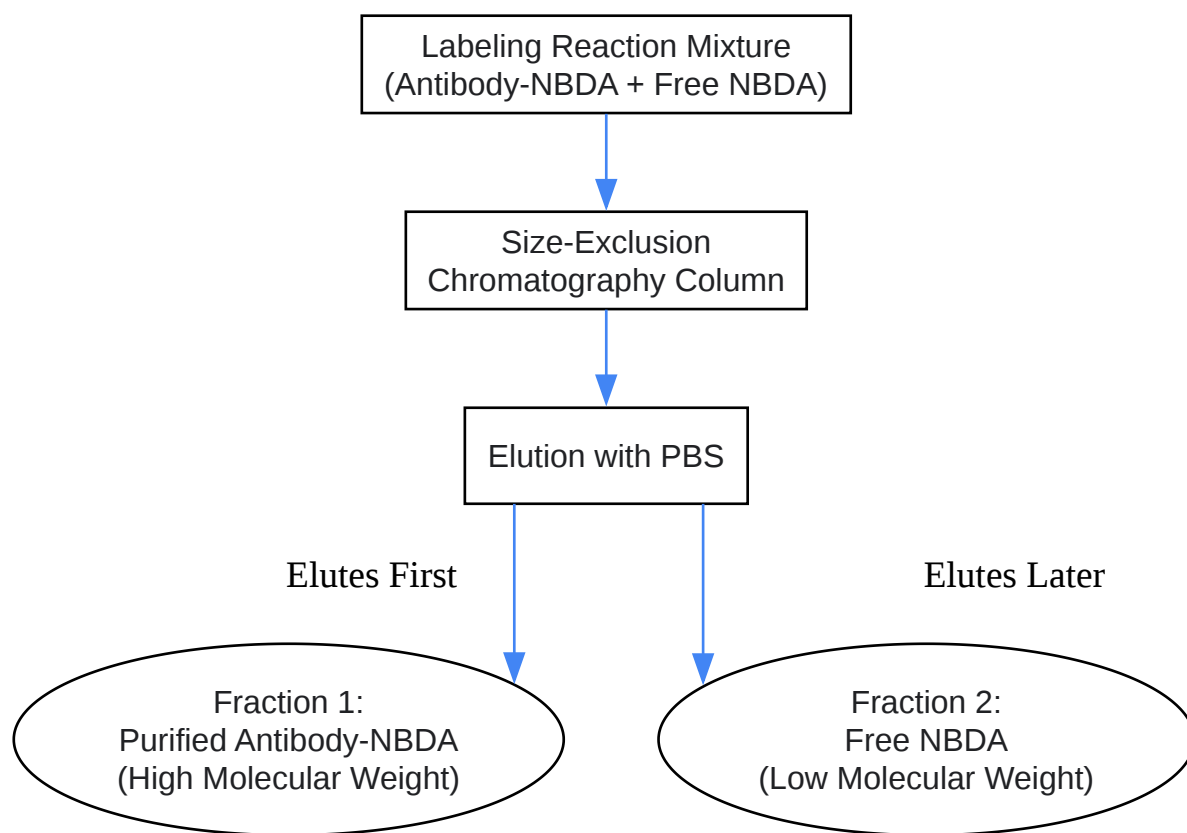 Labeling Reaction Mixture
(Antibody-NBDA + Free NBDA)
Size-Exclusion
Chromatography Column
Elution with PBS
Elutes First
Elutes Later
Fraction 1:
Purified Antibody-NBDA
(High Molecular Weight)
Fraction 2:
Free NBDA
(Low Molecular Weight)